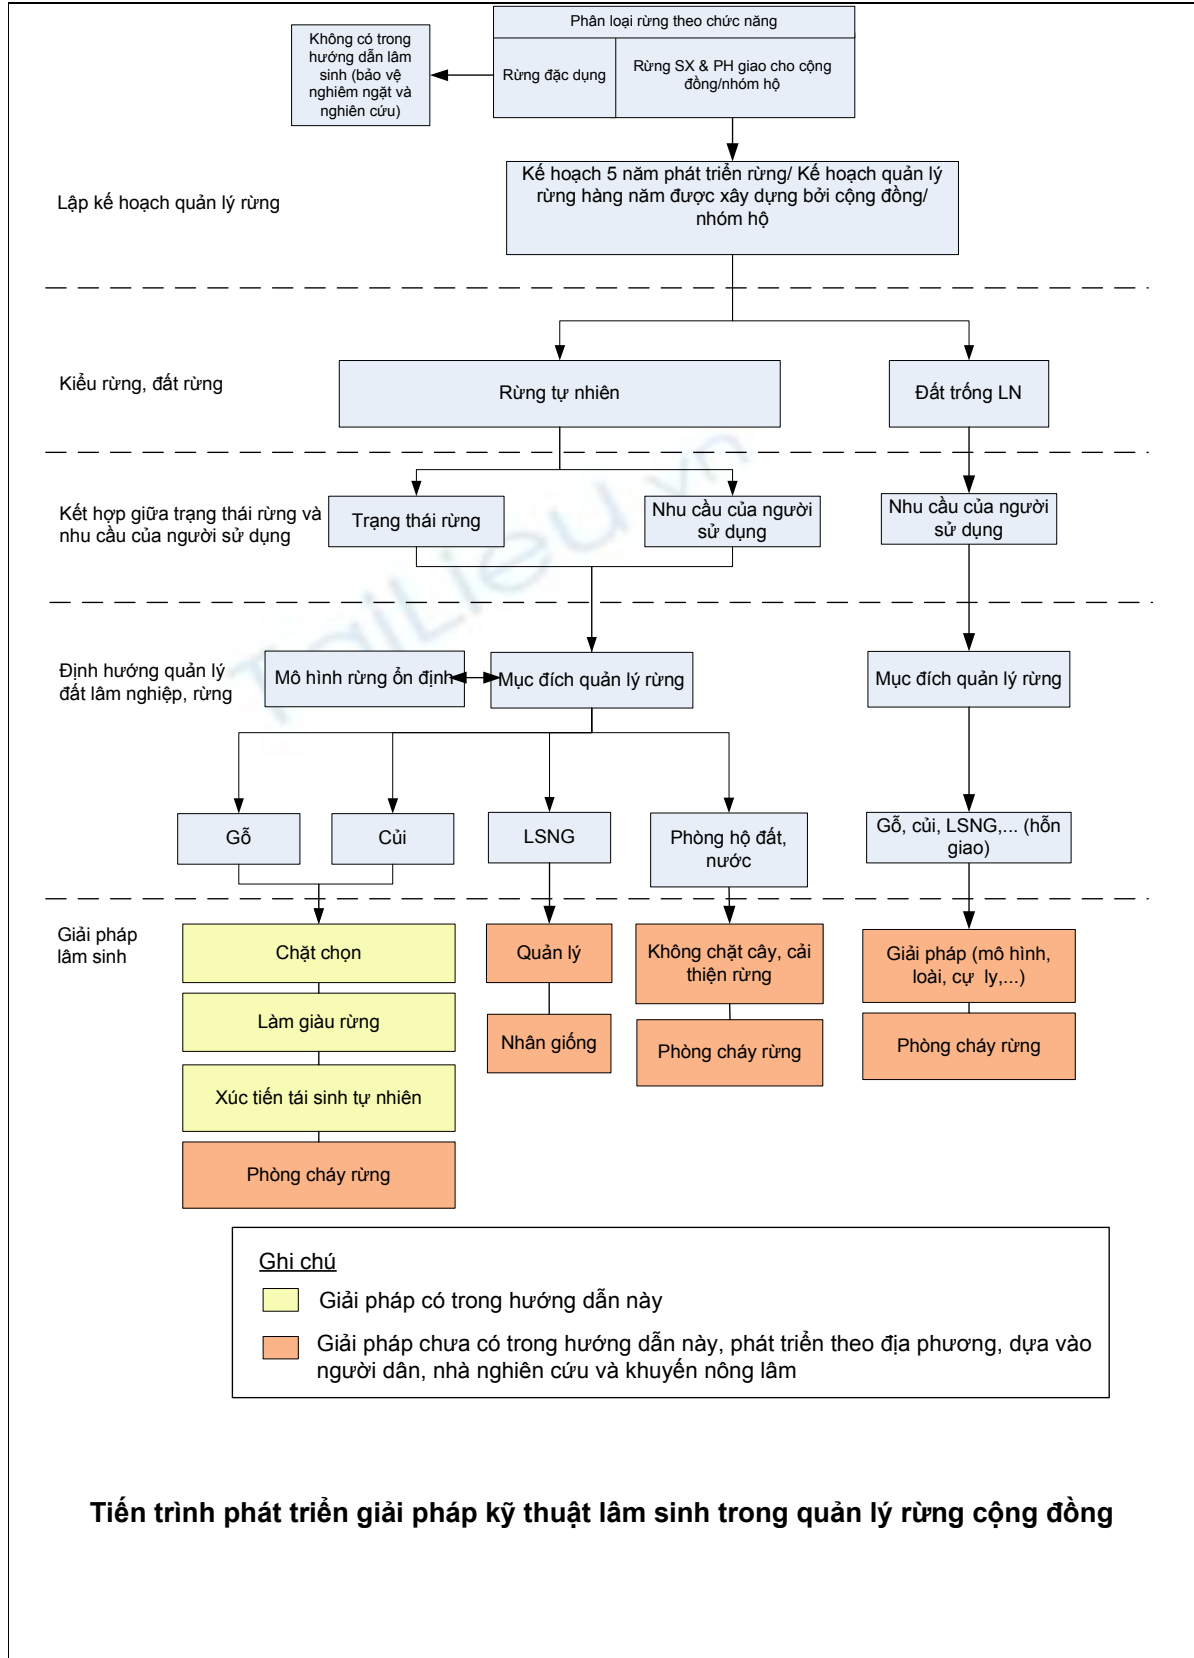 Phân loại rừng theo chức năng
Không có trong
hướng dẫn lâm
sinh (bảo vệ
nghiêm ngặt và
nghiên cứu)
Rừng đặc dụng
Rừng SX & PH giao cho cộng
đồng/nhóm hộ
Lập kế hoạch quản lý rừng
Kế hoạch 5 năm phát triển rừng/ Kế hoạch quản lý
rừng hàng năm được xây dựng bởi cộng đồng/
nhóm hộ
Kiểu rừng, đất rừng
Rừng tự nhiên
Đất trống LN
Kết hợp giữa trạng thái rừng và
nhu cầu của người sử dụng
Trạng thái rừng
Nhu cầu của người
sử dụng
Nhu cầu của người
sử dụng
TaiLieu.vn
Định hướng quản lý
đất lâm nghiệp, rừng
Mô hình rừng ổn định
Mục đích quản lý rừng
Mục đích quản lý rừng
Gỗ
Củi
LSNG
Phòng hộ đất,
nước
Gỗ, củi, LSNG,... (hỗn
giao)
Giải pháp
lâm sinh
Chặt chọn
Làm giàu rừng
Xúc tiến tái sinh tự nhiên
Phòng cháy rừng
Quản lý
Nhân giống
Không chặt cây, cải
thiện rừng
Phòng cháy rừng
Giải pháp (mô hình,
loài, cự ly,...)
Phòng cháy rừng
Ghi chú
Giải pháp có trong hướng dẫn này
Giải pháp chưa có trong hướng dẫn này, phát triển theo địa phương, dựa vào
người dân, nhà nghiên cứu và khuyến nông lâm
Tiến trình phát triển giải pháp kỹ thuật lâm sinh trong quản lý rừng cộng đồng